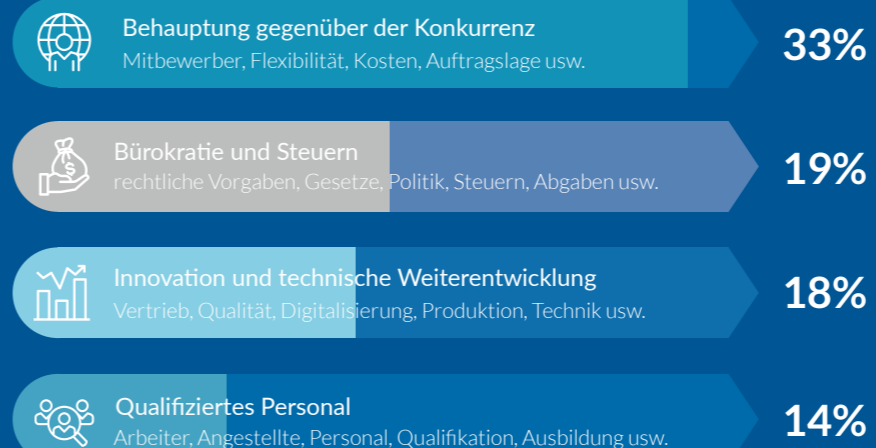 Behauptung gegenüber der Konkurrenz
Mitbewerber, Flexibilität, Kosten, Auftragslage usw.
33%
Bürokratie und Steuern
rechtliche Vorgaben, Gesetze, Politik, Steuern, Abgaben usw.
19%
Innovation und technische Weiterentwicklung
Vertrieb, Qualität, Digitalisierung, Produktion, Technik usw.
18%
Qualifiziertes Personal
Arbeiter, Angestellte, Personal, Qualifikation, Ausbildung usw.
14%